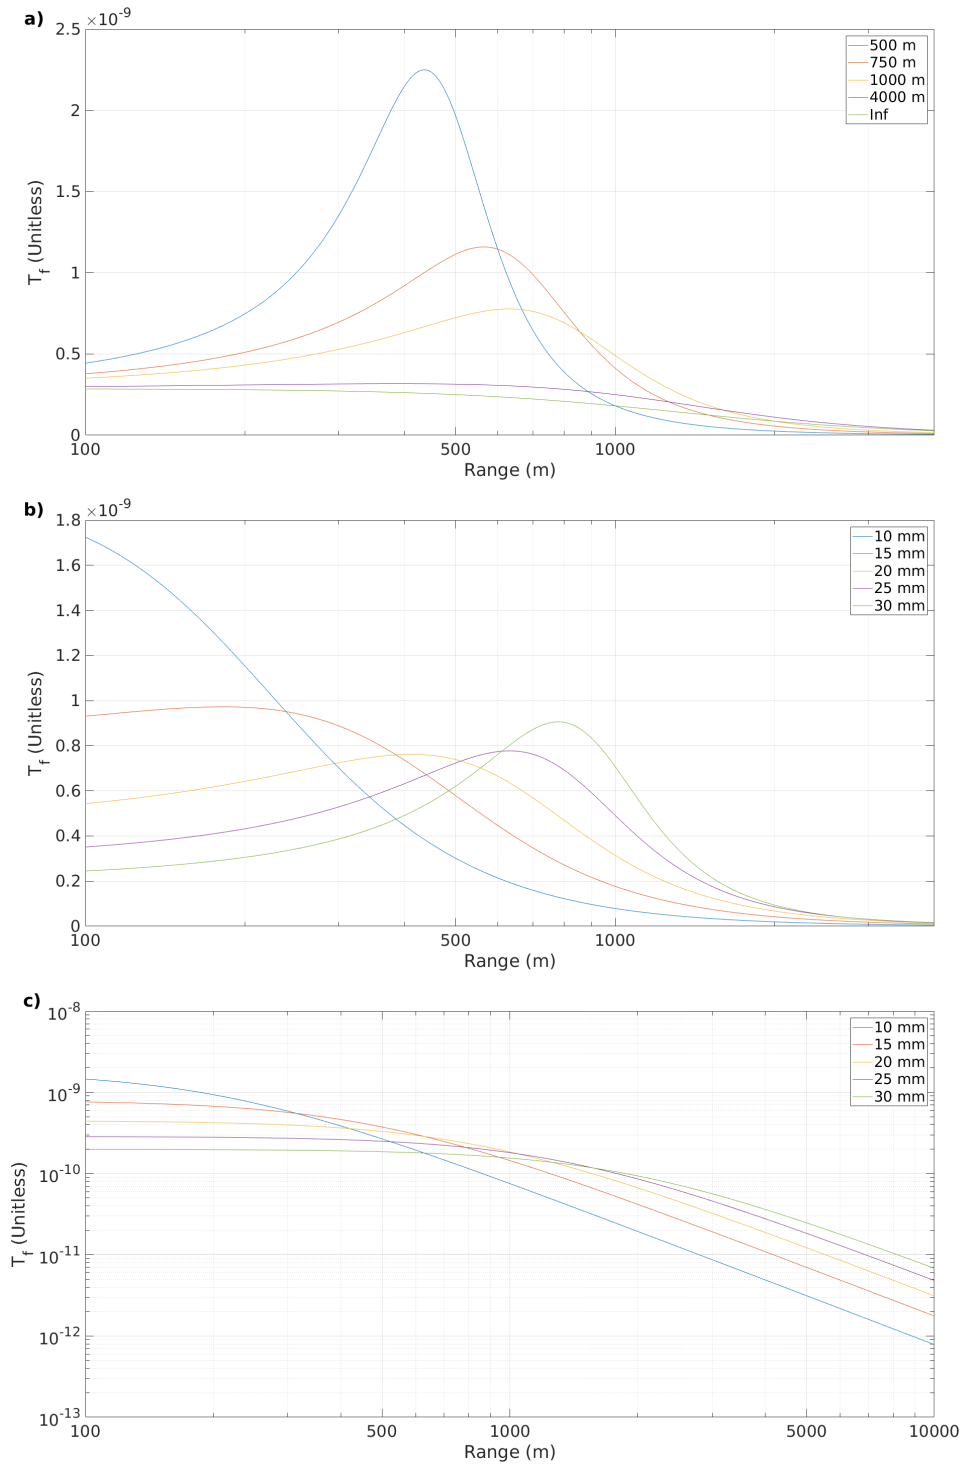 a)
×10-9
2.5
2
1.5
1
0.5
0
Tf (Unitless)
500 m
750 m
1000 m
4000 m
Inf
100 500 1000
Range (m)
b)
×10-9
1.8
1.6
1.4
1.2
1
0.8
0.6
0.4
0.2
0
Tf (Unitless)
10 mm
15 mm
20 mm
25 mm
30 mm
100 500 1000
Range (m)
c)
10-8
10-9
10-10
10-11
10-12
10-13
Tf (Unitless)
10 mm
15 mm
20 mm
25 mm
30 mm
100 500 1000 5000 10000
Range (m)